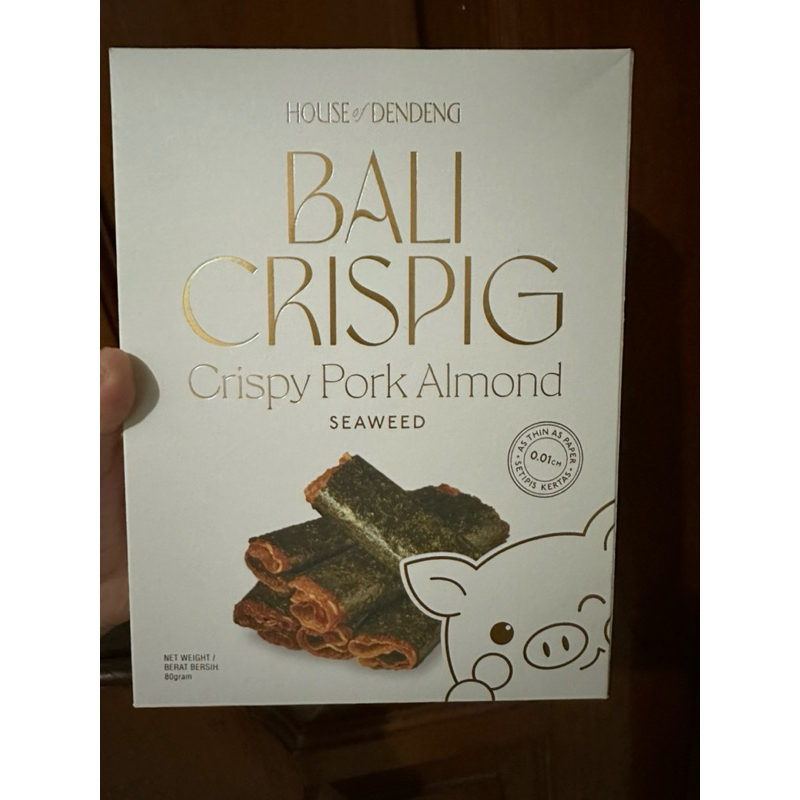 HOUSE of DENDENG
BALI
CRISPIG
Crispy Pork Almond
SEAWEED
AS THIN AS PAPER
0.01CM
SETIPIS KERTAS
NET WEIGHT /
BERAT BERSIH
80gram